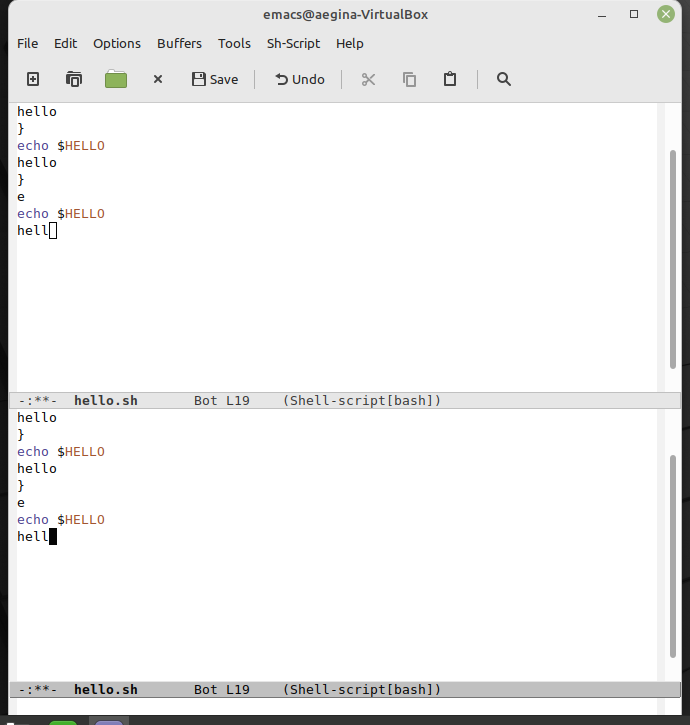 emacs@aegina-VirtualBox
File Edit Options Buffers Tools Sh-Script Help
Save Undo
hello
}
echo $HELLO
hello
}
e
echo $HELLO
hell
-:**- hello.sh Bot L19 (Shell-script[bash])
hello
}
echo $HELLO
hello
}
e
echo $HELLO
hell
-:**- hello.sh Bot L19 (Shell-script[bash])